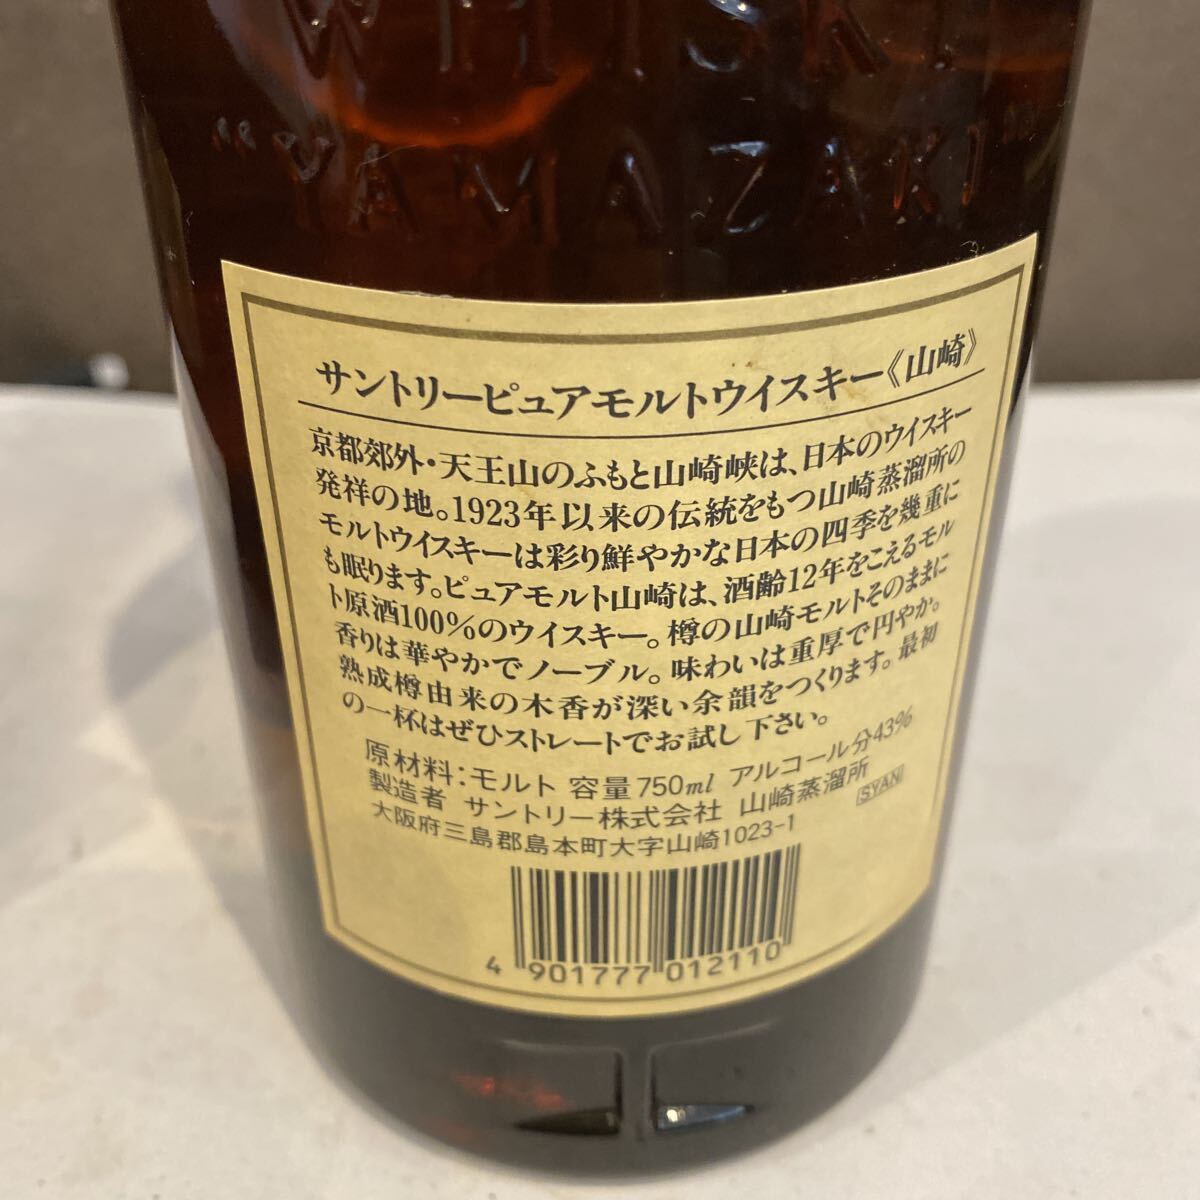 WHISKY
"YAMAZAKI"
サントリーピュアモルトウイスキー《山崎》
京都郊外・天王山のふもと山崎峡は、日本のウイスキー
発祥の地。1923年以来の伝統をもつ山崎蒸溜所の
モルトウイスキーは彩り鮮やかな日本の四季を幾重に
も眠ります。ピュアモルト山崎は、酒齢12年をこえるモル
ト原酒100%のウイスキー。樽の山崎モルトそのままに
香りは華やかでノーブル。味わいは重厚で円やか。
熟成樽由来の木香が深い余韻をつくります。最初
の一杯はぜひストレートでお試し下さい。
原材料:モルト 容量750ml アルコール分43%
製造者 サントリー株式会社 山崎蒸溜所
大阪府三島郡島本町大字山崎1023-1
SYAN
4 901777 012110